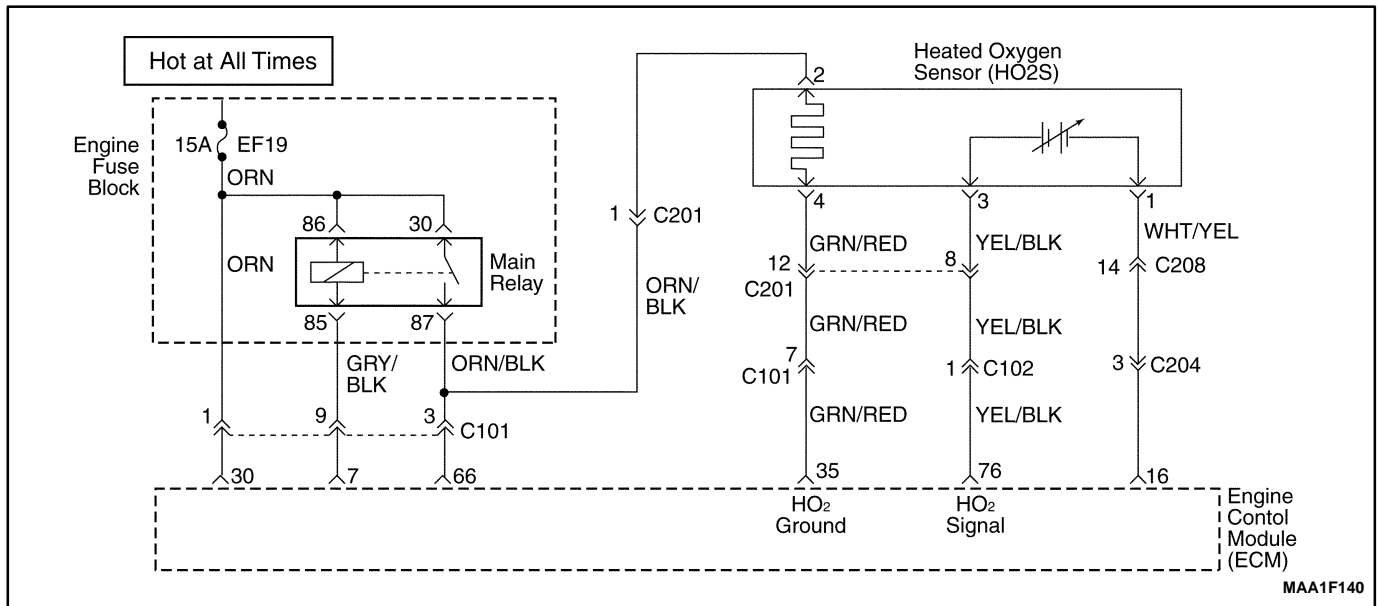 Hot at All Times
Heated Oxygen
Sensor (HO2S)
2
Engine
Fuse
Block
15A EF19
ORN
86 30
ORN
Main
Relay
85 87
GRY/
BLK
ORN/BLK
1 C201
ORN/
BLK
4 3 1
GRN/RED YEL/BLK WHT/YEL
12 8 14 C208
C201
GRN/RED YEL/BLK
7
C101 1 C102 3 C204
GRN/RED YEL/BLK
1 9 3 C101
30 7 66 35 76 16
HO2
Ground
HO2
Signal
Engine
Contol
Module
(ECM)
MAA1F140